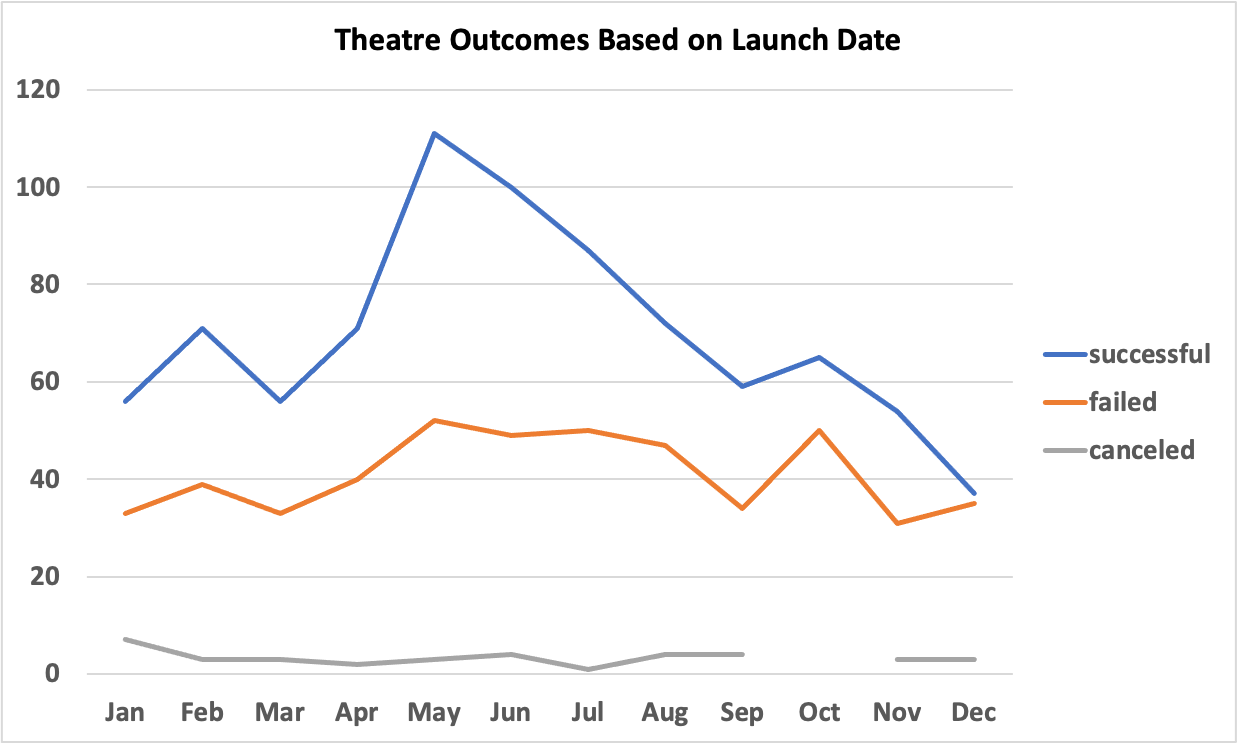 Theatre Outcomes Based on Launch Date
120
100
80
60
40
20
0
Jan Feb Mar Apr May Jun Jul Aug Sep Oct Nov Dec
successful
failed
canceled